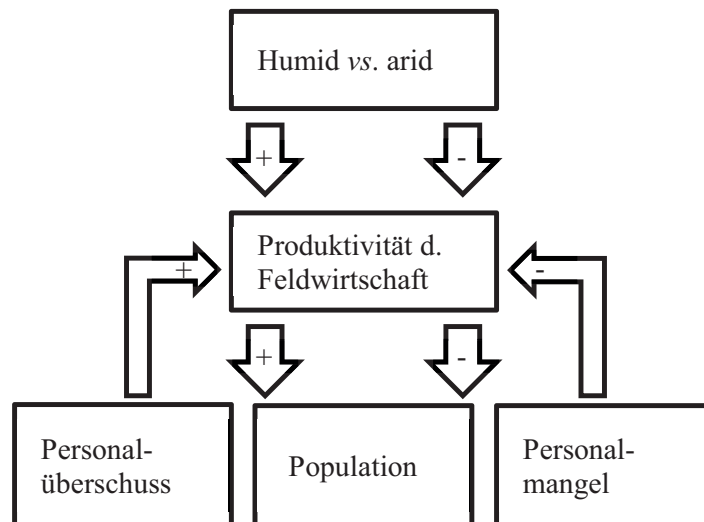 Humid vs. arid
+
-
Produktivität d.
Feldwirtschaft
+
-
+
-
Personal-
überschuss
Population
Personal-
mangel